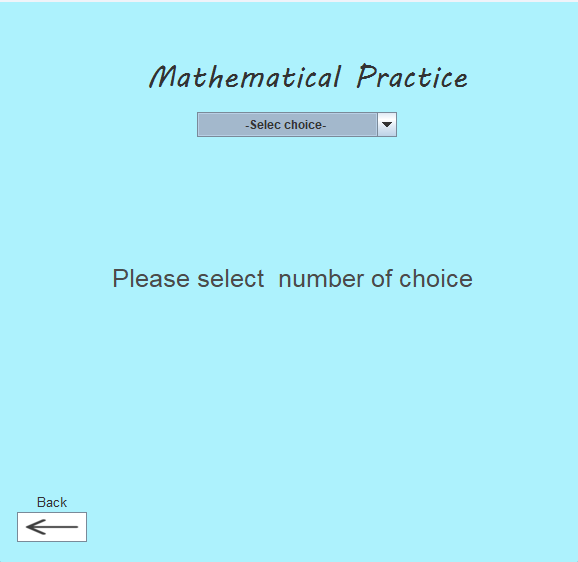 Mathematical Practice
-Selec choice-
Please select  number of choice
Back